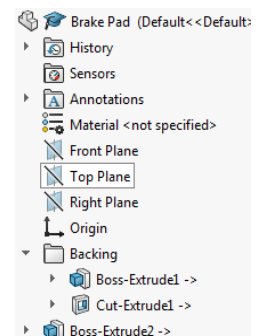 Brake Pad (Default<<Default>
History
Sensors
Annotations
Material <not specified>
Front Plane
Top Plane
Right Plane
Origin
Backing
Boss-Extrude1 ->
Cut-Extrude1 ->
Boss-Extrude2 ->